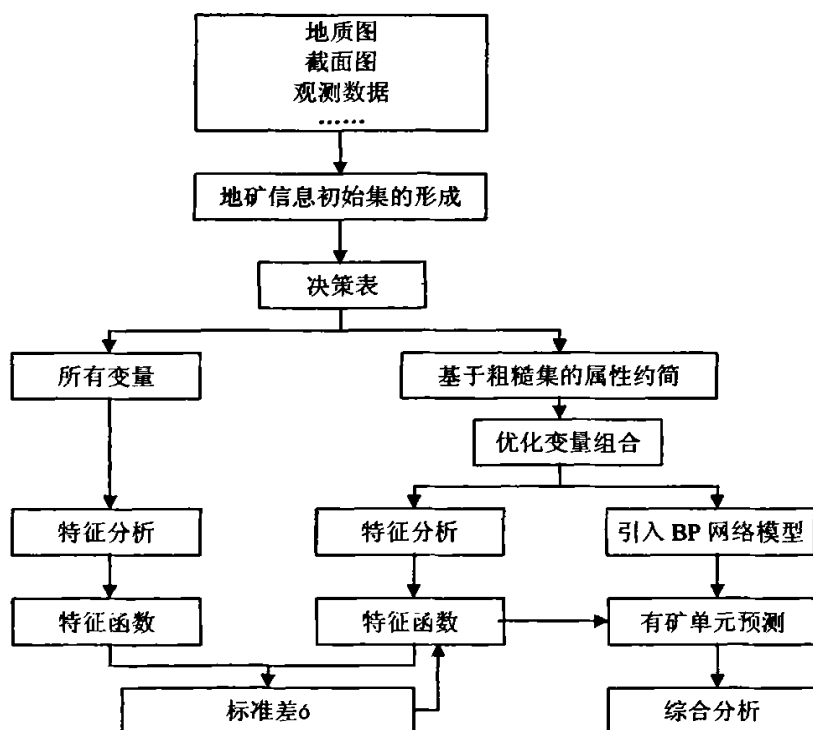 地质图
截面图
观测数据
……
地矿信息初始集的形成
决策表
所有变量
基于粗糙集的属性约简
优化变量组合
特征分析
特征分析
引入 BP 网络模型
特征函数
特征函数
有矿单元预测
标准差6
综合分析